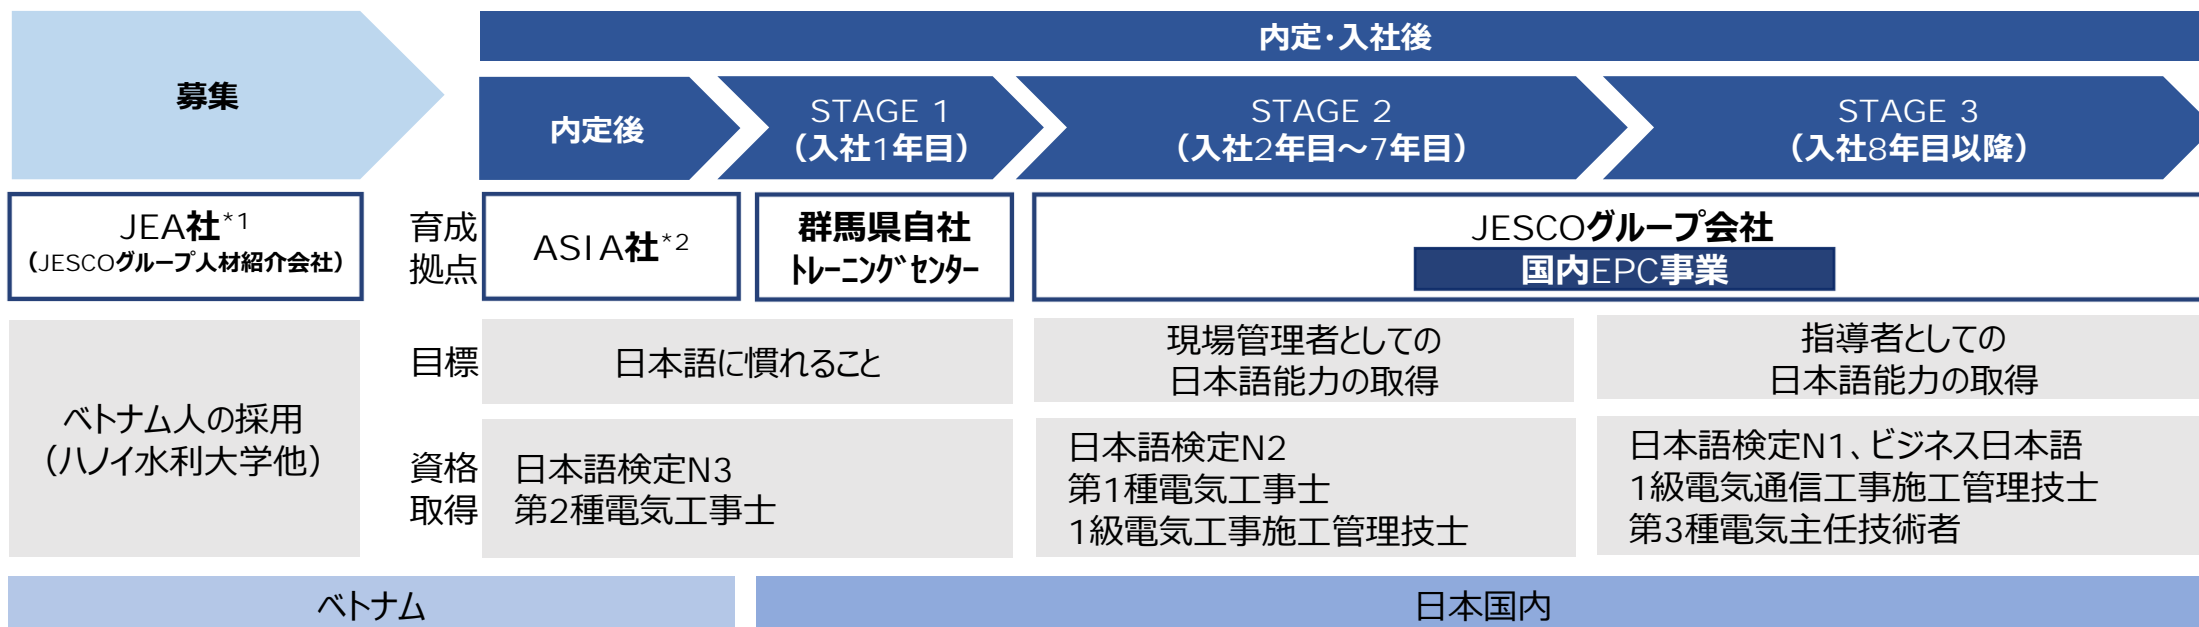 募集
内定・入社後
内定後
STAGE 1
（入社1年目）
STAGE 2
（入社2年目～7年目）
STAGE 3
（入社8年目以降）
JEA社*1
（JESCOグループ人材紹介会社）
育成
拠点
ASIA社*2
群馬県自社
トレーニングセンター
JESCOグループ会社
国内EPC事業
ベトナム人の採用
（ハノイ水利大学他）
目標
日本語に慣れること
現場管理者としての
日本語能力の取得
指導者としての
日本語能力の取得
資格
取得
日本語検定N3
第2種電気工事士
日本語検定N2
第1種電気工事士
1級電気工事施工管理技士
日本語検定N1、ビジネス日本語
1級電気通信工事施工管理技士
第3種電気主任技術者
ベトナム
日本国内